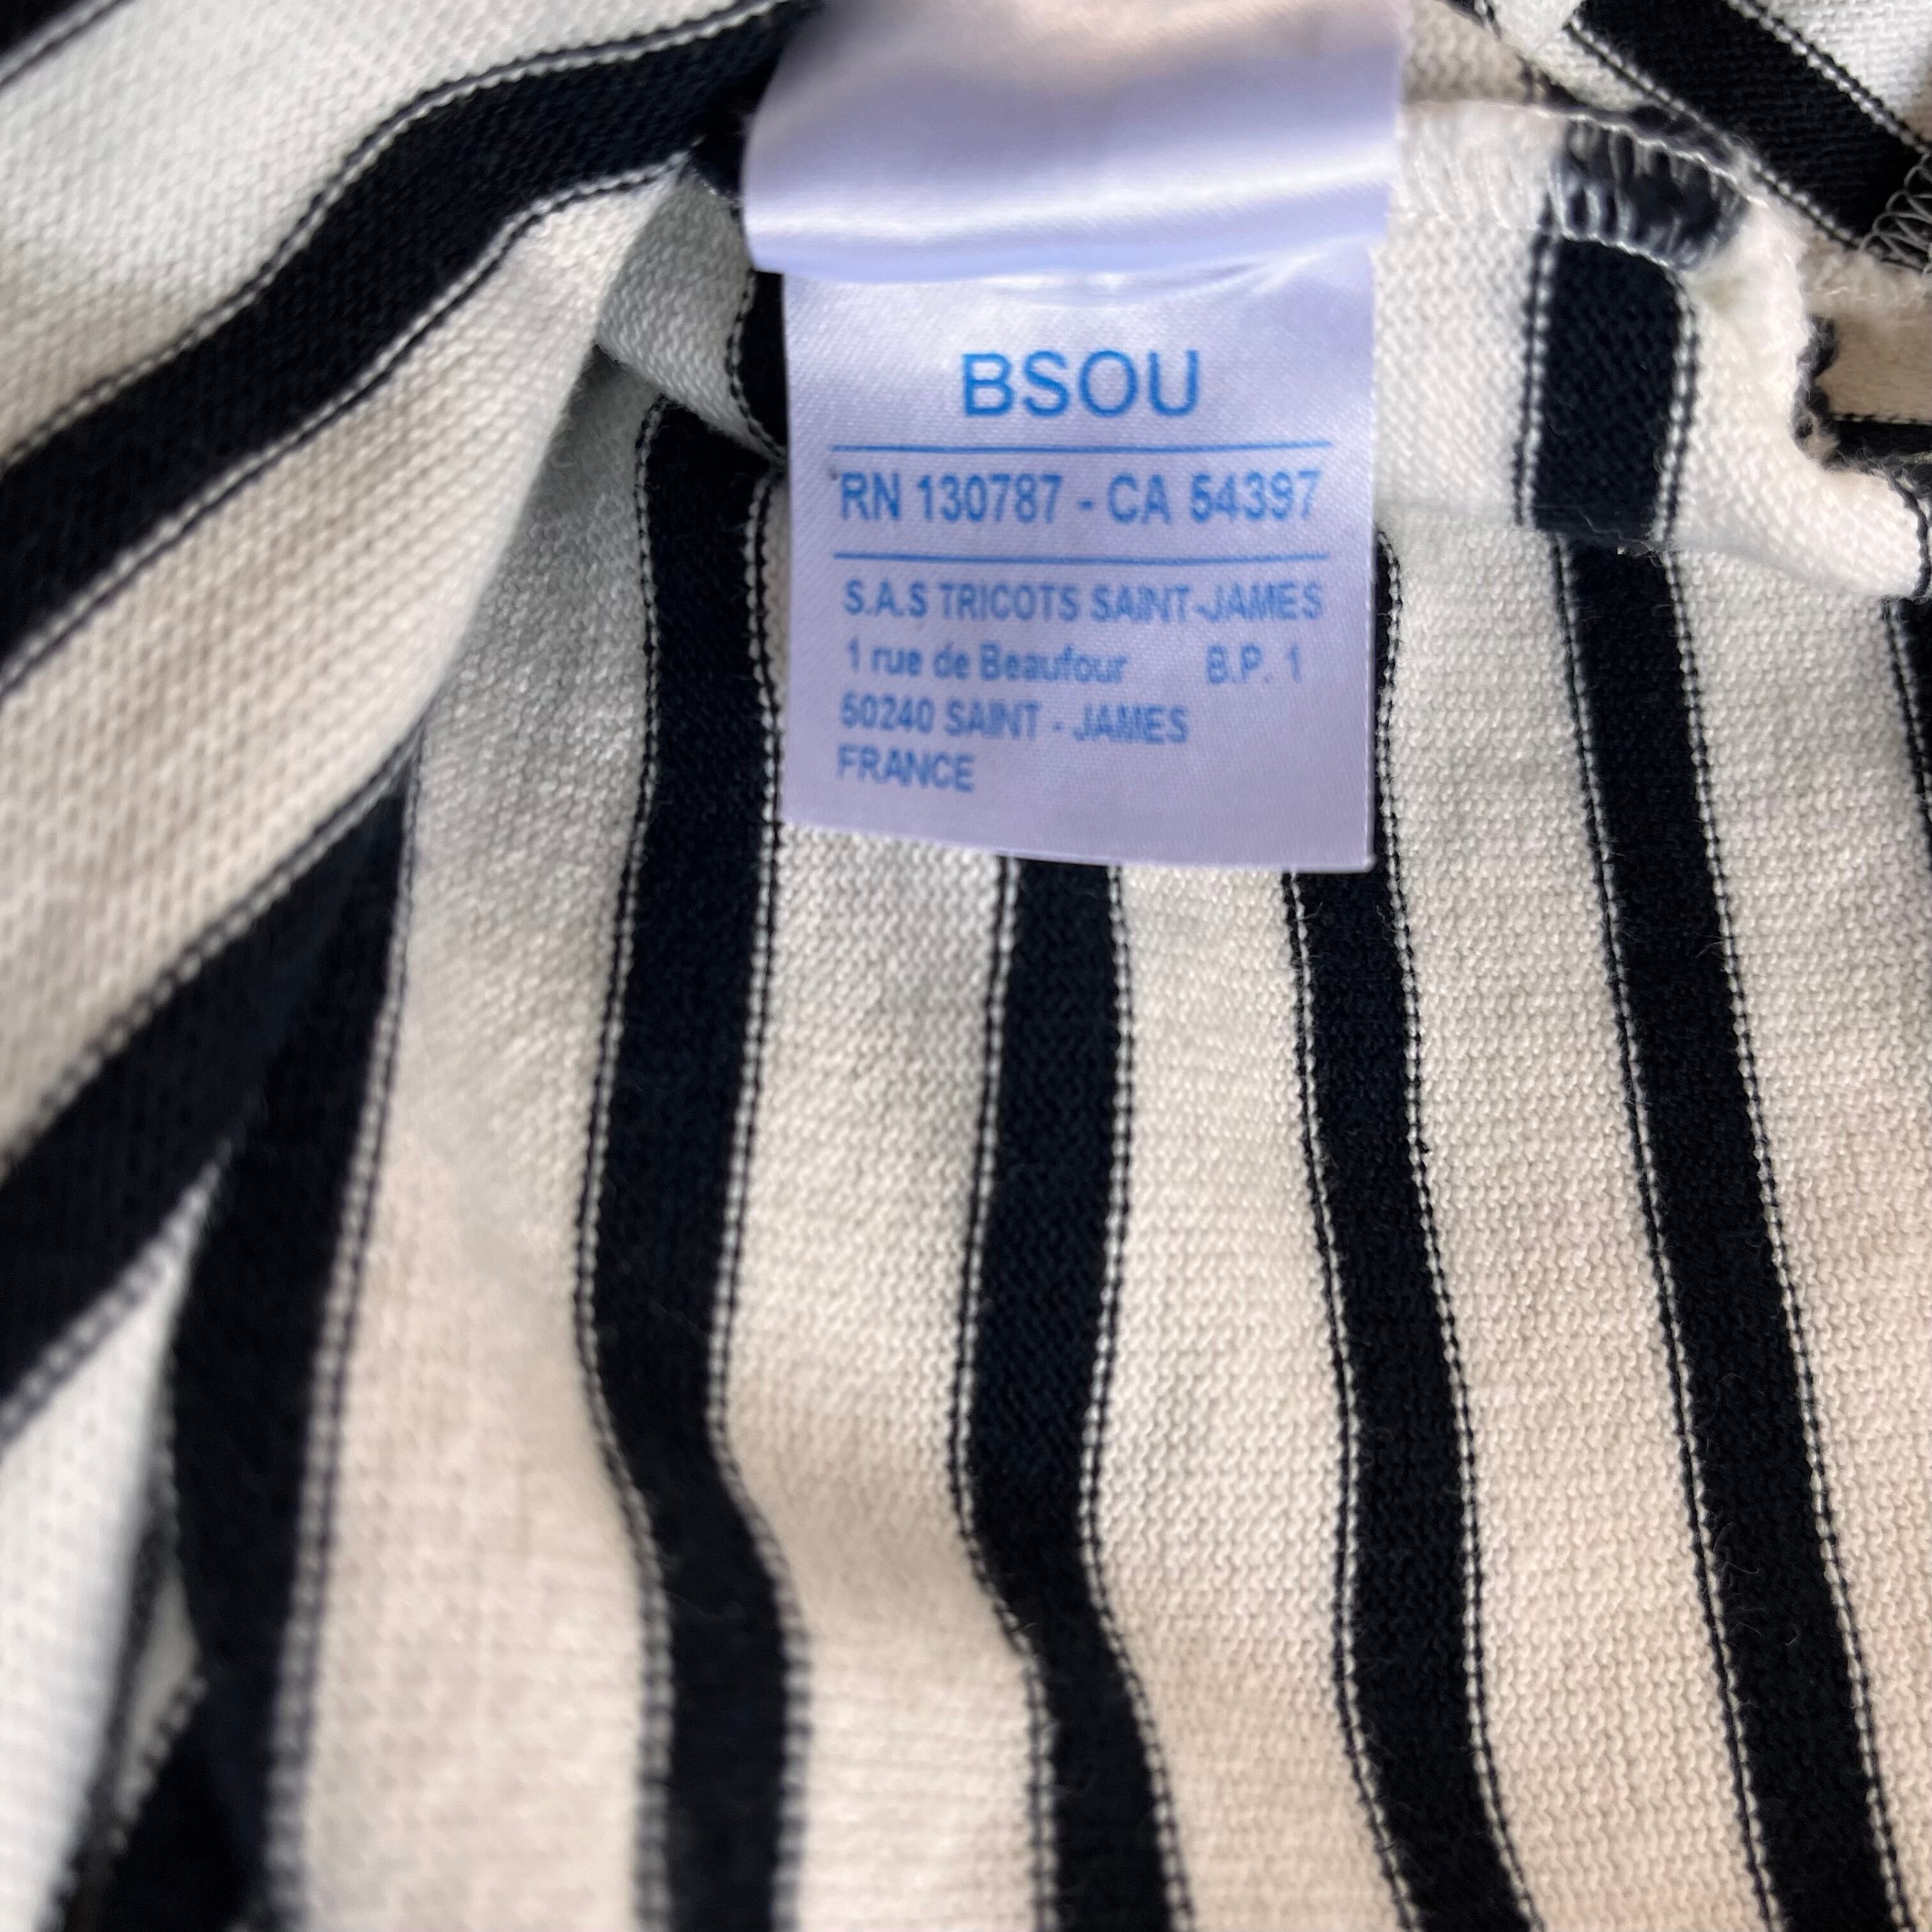 BSOU
RN 130787 - CA 54397
S.A.S TRICOTS SAINT-JAMES
1 rue de Beaufour B.P. 1
50240 SAINT - JAMES
FRANCE